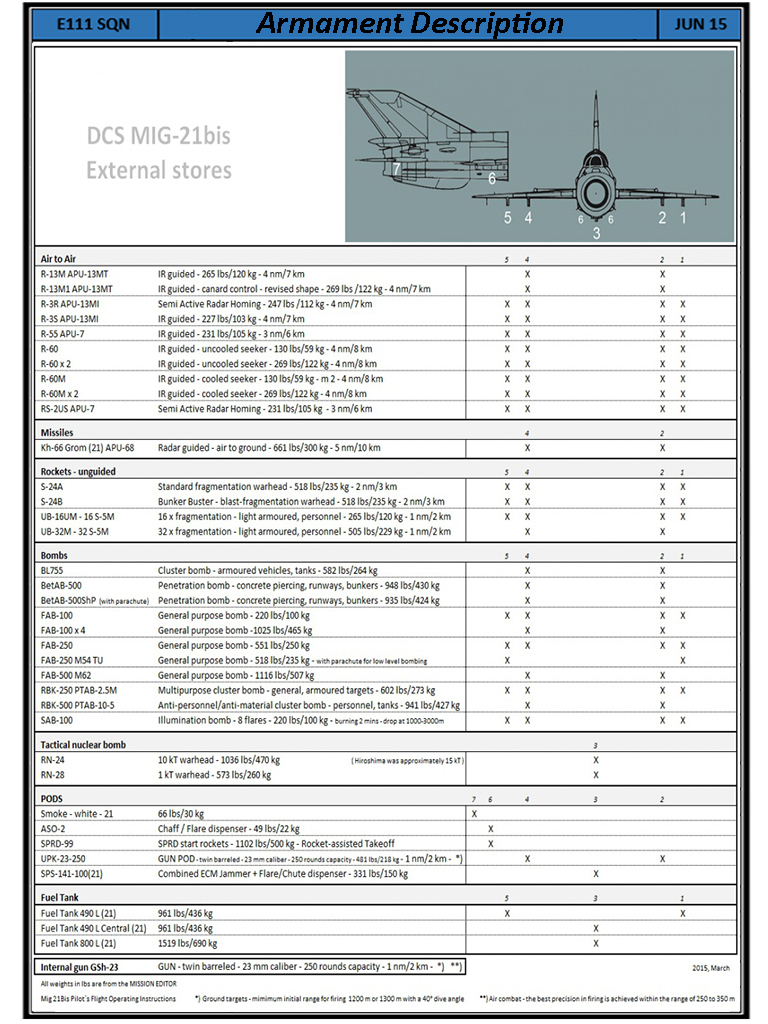 E111 SQN Armament Description JUN 15
DCS MIG-21bis
External stores
7
6
5 4 6 6 2 1
3
Air to Air 5 4 2 1
R-13M APU-13MT IR guided - 265 lbs/120 kg - 4 nm/7 km X X
R-13M1 APU-13MT IR guided - canard control - revised shape - 269 lbs /122 kg - 4 nm/7 km X X
R-3R APU-13MI Semi Active Radar Homing - 247 lbs /112 kg - 4 nm/7 km X X X X
R-3S APU-13MI IR guided - 227 lbs/103 kg - 4 nm/7 km X X X X
R-55 APU-7 IR guided - 231 lbs/105 kg - 3 nm/6 km X X X X
R-60 IR guided - uncooled seeker - 130 lbs/59 kg - 4 nm/8 km X X X X
R-60 x 2 IR guided - uncooled seeker - 269 lbs/122 kg - 4 nm/8 km X X X X
R-60M IR guided - cooled seeker - 130 lbs/59 kg - m 2 - 4 nm/8 km X X X X
R-60M x 2 IR guided - cooled seeker - 269 lbs/122 kg - 4 nm/8 km X X X X
RS-2US APU-7 Semi Active Radar Homing - 231 lbs/105 kg - 3 nm/6 km X X X X
Missiles 4 2
Kh-66 Grom (21) APU-68 Radar guided - air to ground - 661 lbs/300 kg - 5 nm/10 km X X
Rockets - unguided 5 4 2 1
S-24A Standard fragmentation warhead - 518 lbs/235 kg - 2 nm/3 km X X X X
S-24B Bunker Buster - blast-fragmentation warhead - 518 lbs/235 kg - 2 nm/3 km X X X X
UB-16UM - 16 S-5M 16 x fragmentation - light armoured, personnel - 265 lbs/120 kg - 1 nm/2 km X X X X
UB-32M - 32 S-5M 32 x fragmentation - light armoured, personnel - 505 lbs/229 kg - 1 nm/2 km X X
Bombs 5 4 2 1
BL755 Cluster bomb - armoured vehicles, tanks - 582 lbs/264 kg X X
BetAB-500 Penetration bomb - concrete piercing, runways, bunkers - 948 lbs/430 kg X X
BetAB-500ShP (with parachute) Penetration bomb - concrete piercing, runways, bunkers - 935 lbs/424 kg X X
FAB-100 General purpose bomb - 220 lbs/100 kg X X X X
FAB-100 x 4 General purpose bomb -1025 lbs/465 kg X X
FAB-250 General purpose bomb - 551 lbs/250 kg X X X X
FAB-250 M54 TU General purpose bomb - 518 lbs/235 kg - with parachute for low level bombing X X
FAB-500 M62 General purpose bomb - 1116 lbs/507 kg X X
RBK-250 PTAB-2.5M Multipurpose cluster bomb - general, armoured targets - 602 lbs/273 kg X X X X
RBK-500 PTAB-10-5 Anti-personnel/anti-material cluster bomb - personnel, tanks - 941 lbs/427 kg X X
SAB-100 Illumination bomb - 8 flares - 220 lbs/100 kg - burning 2 mins - drop at 1000-3000m X X X X
Tactical nuclear bomb 3
RN-24 10 kT warhead - 1036 lbs/470 kg ( Hiroshima was approximately 15 kT ) X
RN-28 1 kT warhead - 573 lbs/260 kg X
PODS 7 6 4 3 2
Smoke - white - 21 66 lbs/30 kg X
ASO-2 Chaff / Flare dispenser - 49 lbs/22 kg X
SPRD-99 SPRD start rockets - 1102 lbs/500 kg - Rocket-assisted Takeoff X
UPK-23-250 GUN POD - twin barreled - 23 mm caliber - 250 rounds capacity - 481 lbs/218 kg - 1 nm/2 km - *) X X
SPS-141-100(21) Combined ECM Jammer + Flare/Chute dispenser - 331 lbs/150 kg X
Fuel Tank 5 3 1
Fuel Tank 490 L (21) 961 lbs/436 kg X X
Fuel Tank 490 L Central (21) 961 lbs/436 kg X
Fuel Tank 800 L (21) 1519 lbs/690 kg X
Internal gun GSh-23 GUN - twin barreled - 23 mm caliber - 250 rounds capacity - 1 nm/2 km - *) **) 2015, March
All weights in lbs are from the MISSION EDITOR
Mig 21Bis Pilot´s Flight Operating Instructions *) Ground targets - mimimum initial range for firing 1200 m or 1300 m with a 40° dive angle **) Air combat - the best precision in firing is achieved within the range of 250 to 350 m